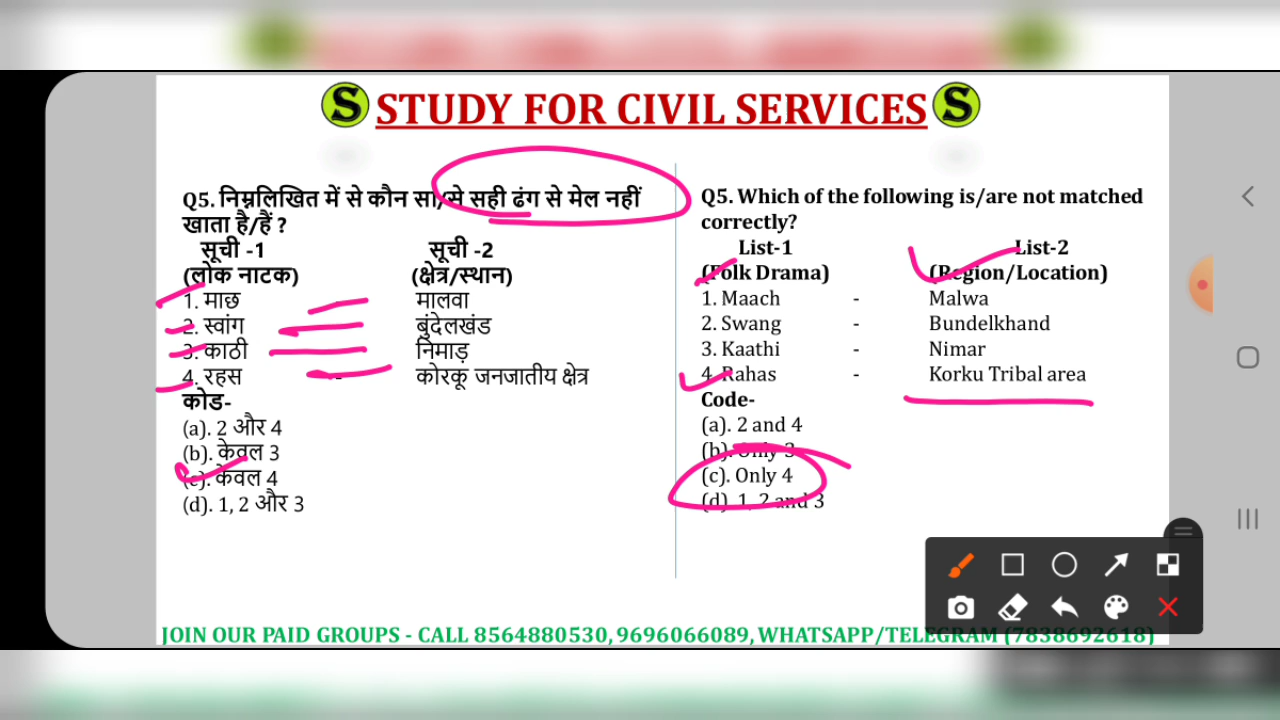 S STUDY FOR CIVIL SERVICES S
Q5. निम्नलिखित में से कौन सा/से सही ढंग से मेल नहीं
खाता है/हैं ?
सूची -1 सूची -2
(लोक नाटक) (क्षेत्र/स्थान)
1. माछ मालवा
2. स्वांग बुंदेलखंड
3. काठी निमाड़
4. रहस -- कोरकू जनजातीय क्षेत्र
कोड-
(a). 2 और 4
(b). केवल 3
(c). केवल 4
(d). 1, 2 और 3
Q5. Which of the following is/are not matched
correctly?
List-1 List-2
(Folk Drama) (Region/Location)
1. Maach - Malwa
2. Swang - Bundelkhand
3. Kaathi - Nimar
4. Rahas - Korku Tribal area
Code-
(a). 2 and 4
(b). Only 3
(c). Only 4
(d). 1, 2 and 3
JOIN OUR PAID GROUPS - CALL 8564880530, 9696066089, WHATSAPP/TELEGRAM (7838692618)